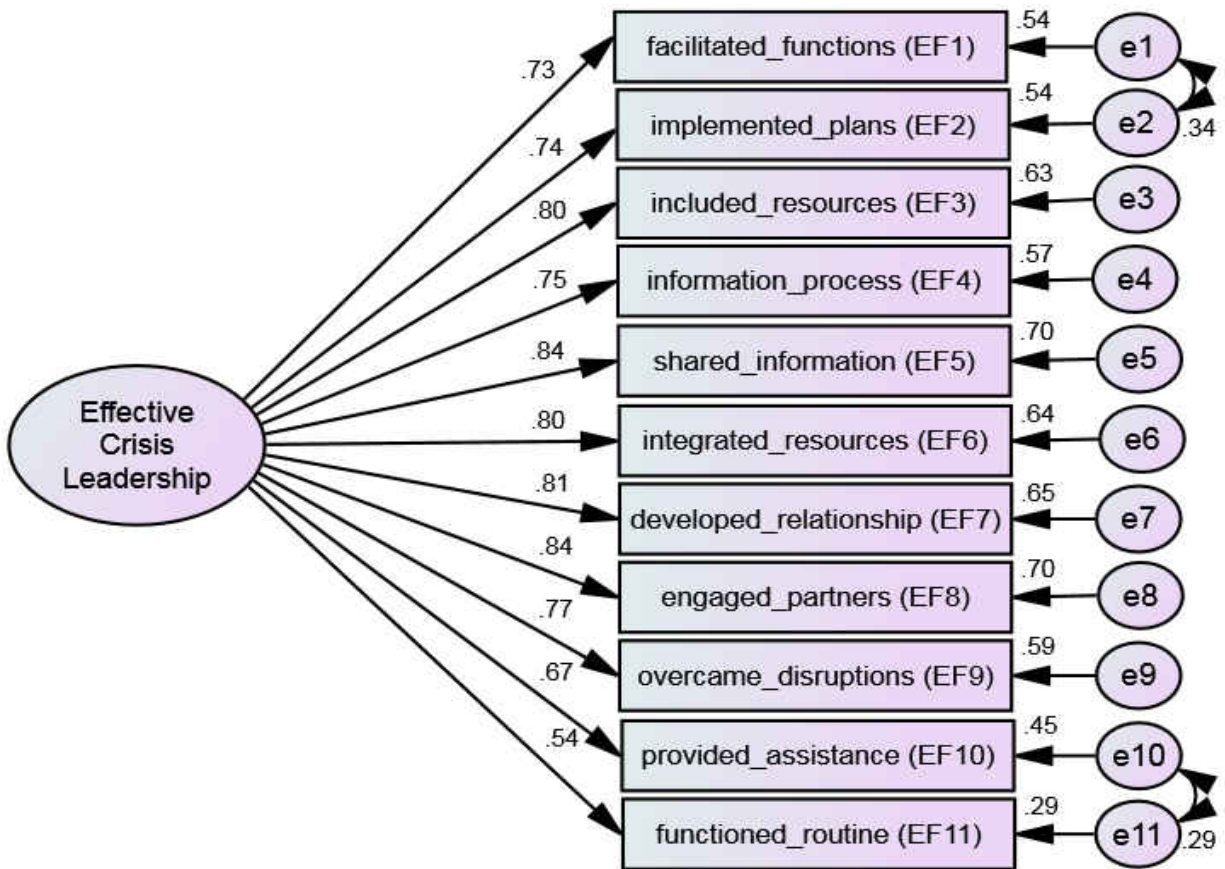 .54
facilitated_functions (EF1)
e1
.73
.54
implemented_plans (EF2)
e2
.34
.74
.63
included_resources (EF3)
e3
.80
.57
information_process (EF4)
e4
.75
.70
shared_information (EF5)
e5
.84
Effective
Crisis
Leadership
.64
integrated_resources (EF6)
e6
.80
.65
developed_relationship (EF7)
e7
.81
.70
engaged_partners (EF8)
e8
.84
.59
overcame_disruptions (EF9)
e9
.77
.45
provided_assistance (EF10)
e10
.67
.29
functioned_routine (EF11)
e11
.54
.29